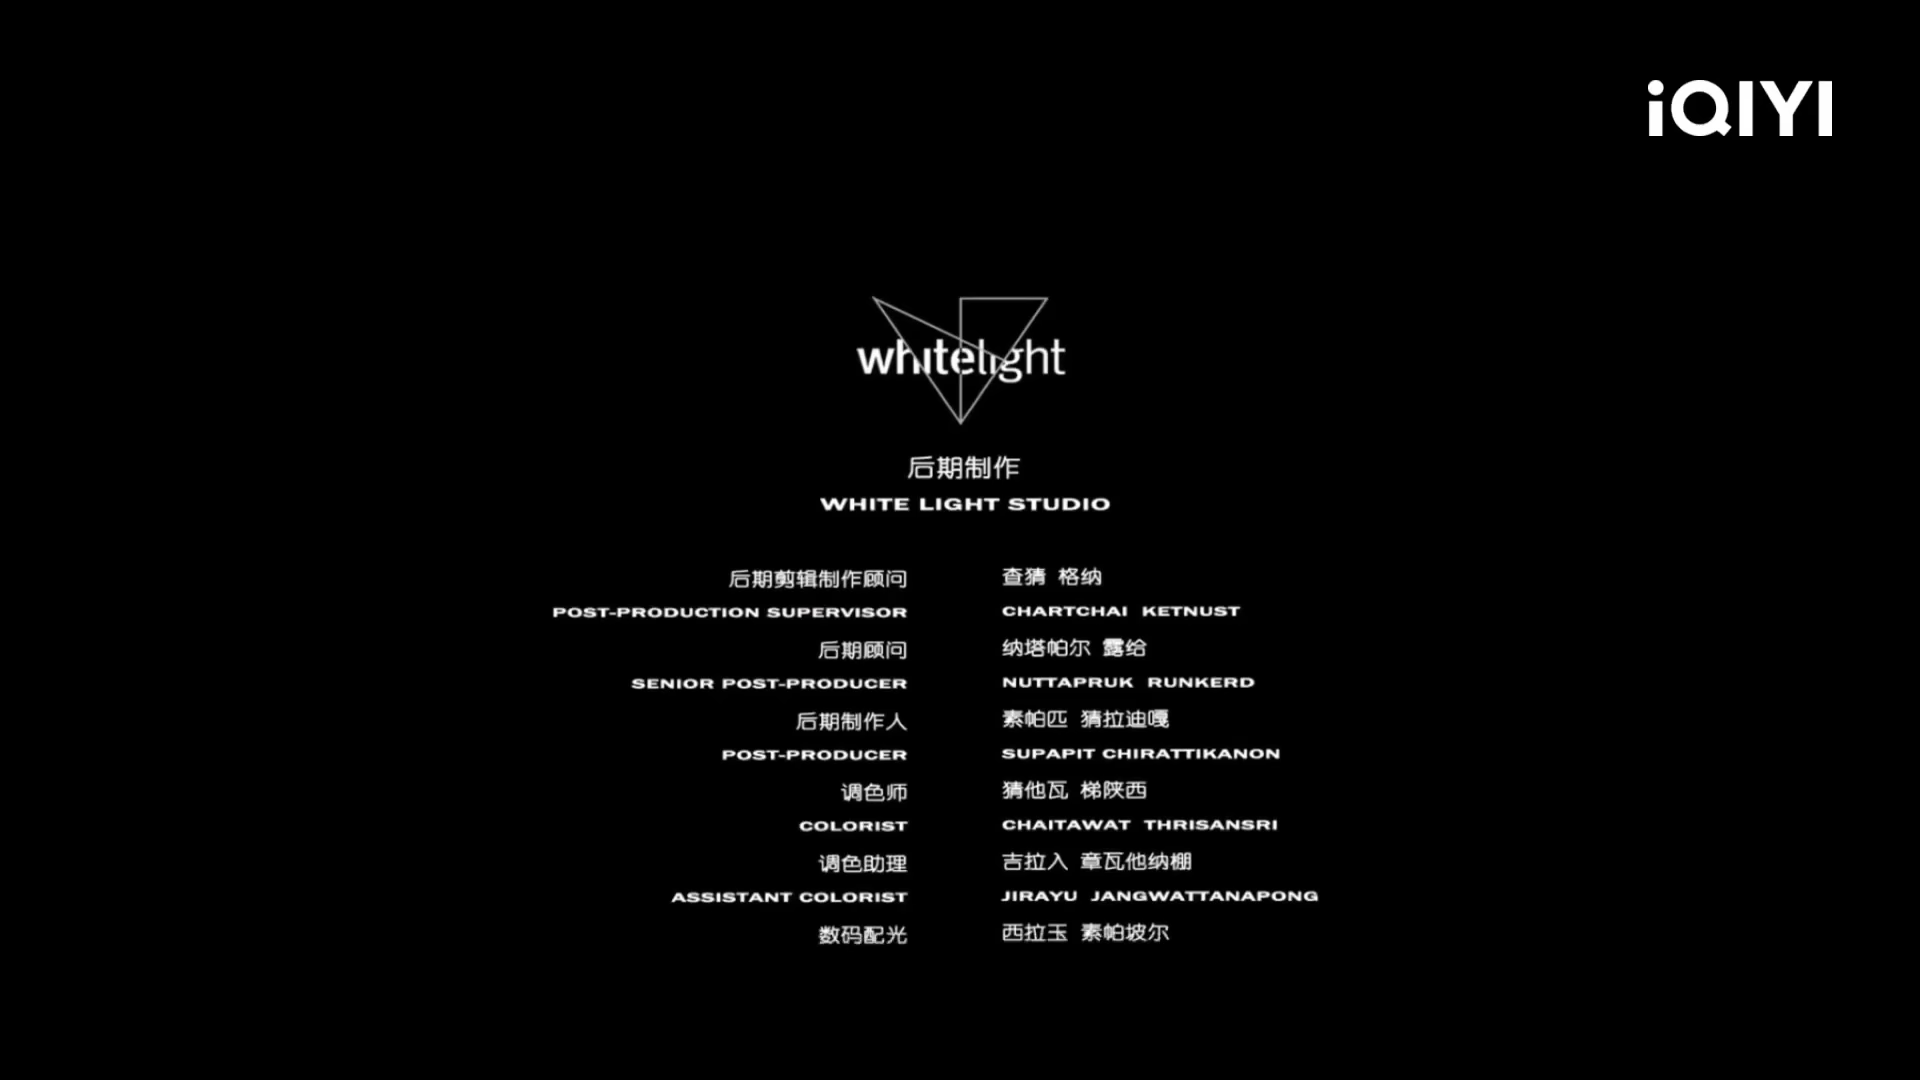 iQIYI
whitelight
后期制作
WHITE LIGHT STUDIO
后期剪辑制作顾问 查猜 格纳
POST-PRODUCTION SUPERVISOR CHARTCHAI KETNUST
后期顾问 纳塔帕尔 露给
SENIOR POST-PRODUCER NUTTAPRUK RUNKERD
后期制作人 素帕匹 猜拉迪嘎
POST-PRODUCER SUPAPIT CHIRATTIKANON
调色师 猜他瓦 梯陕西
COLORIST CHAITAWAT THRISANSRI
调色助理 吉拉入 章瓦他纳棚
ASSISTANT COLORIST JIRAYU JANGWATTANAPONG
数码配光 西拉玉 素帕坡尔